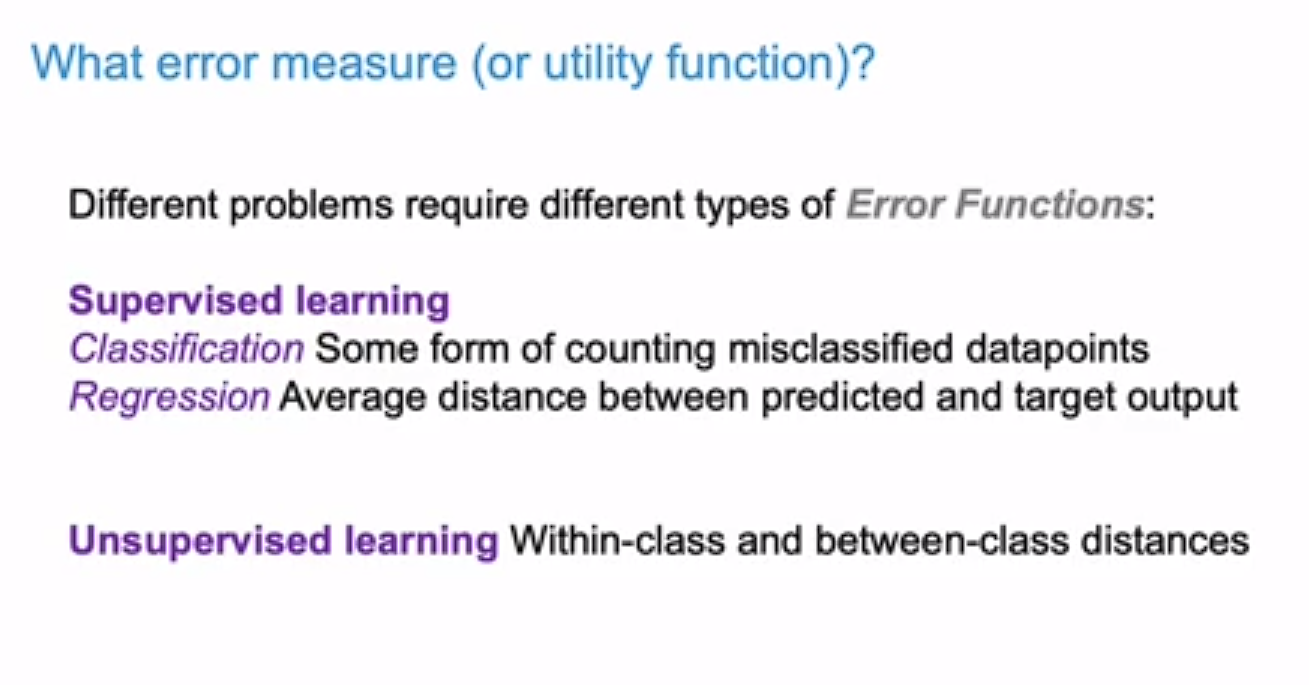 What error measure (or utility function)?
Different problems require different types of Error Functions:
Supervised learning
Classification Some form of counting misclassified datapoints
Regression Average distance between predicted and target output
Unsupervised learning Within-class and between-class distances